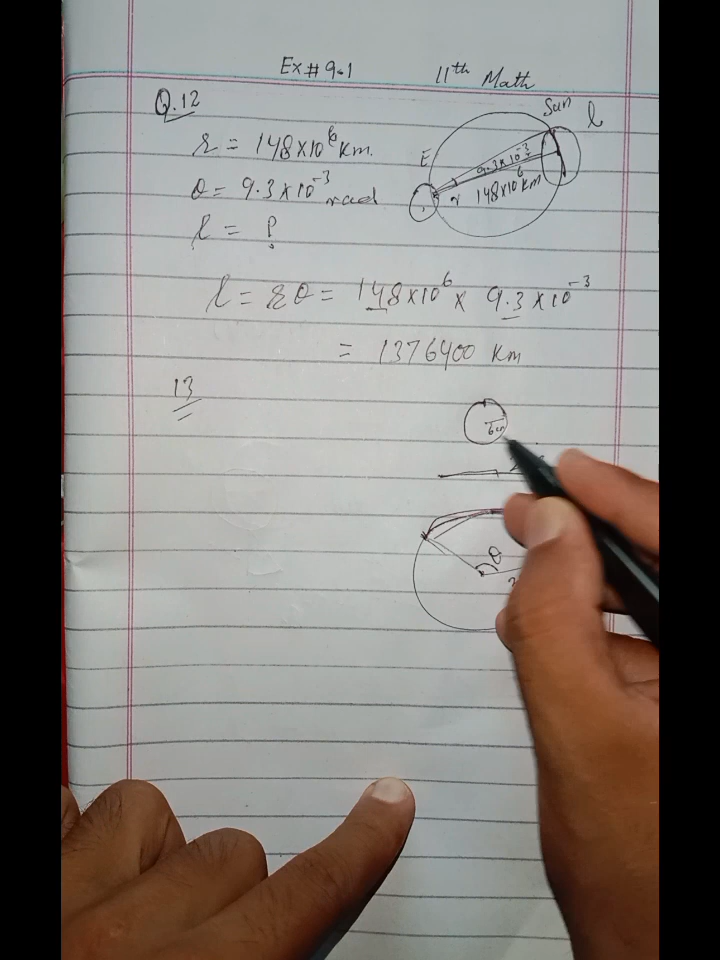 Ex # 9.1 11th Math
Q.12
r = 148×10⁶ km.
θ = 9.3×10⁻³ rad
l = ?
Sun l
E
9.3×10⁻³
r 148×10⁶ km
l = rθ = 148×10⁶ × 9.3×10⁻³
= 1376400 km
13
6cm
θ